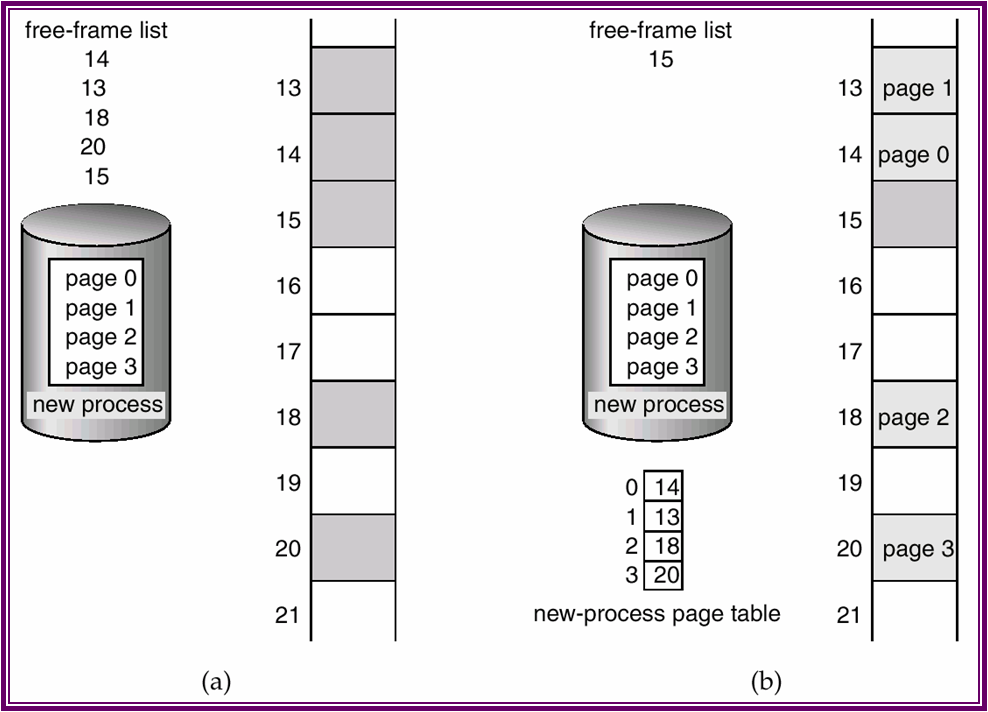 free-frame list
14
13
18
20
15
page 0
page 1
page 2
page 3
new process
13
14
15
16
17
18
19
20
21
(a)
free-frame list
15
page 0
page 1
page 2
page 3
new process
0 14
1 13
2 18
3 20
new-process page table
13 page 1
14 page 0
15
16
17
18 page 2
19
20 page 3
21
(b)